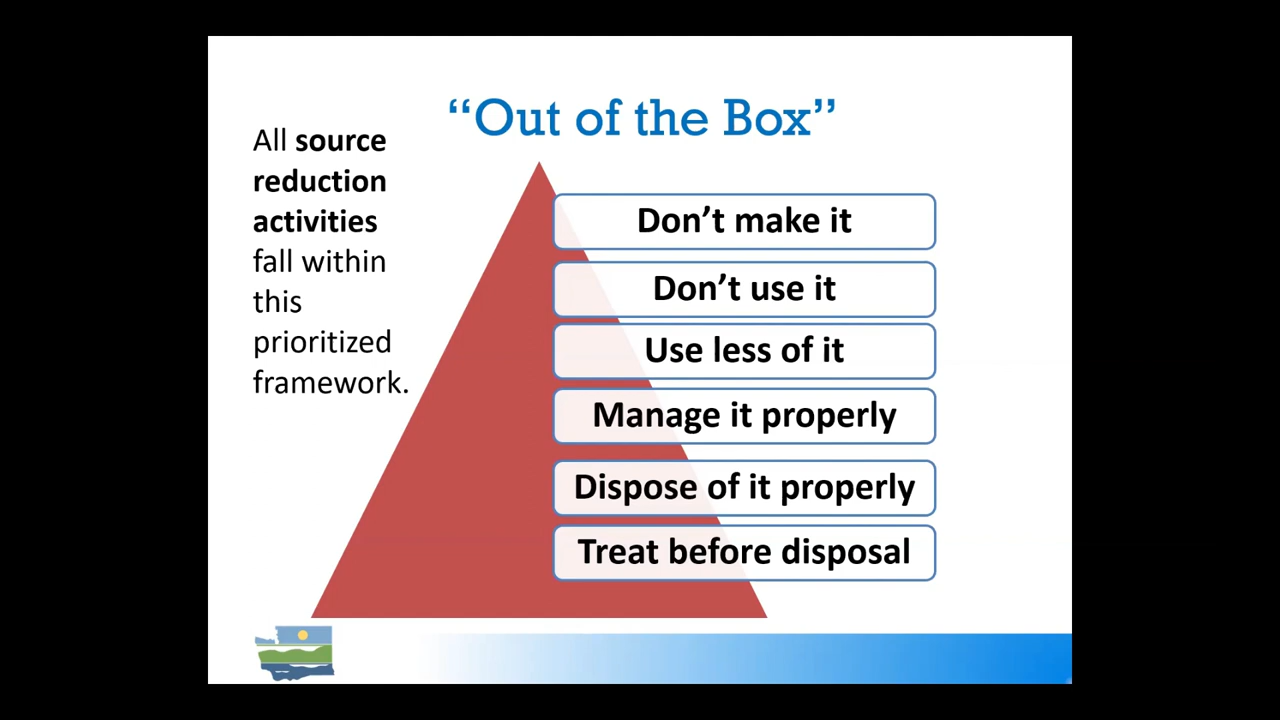 “Out of the Box”
All source
reduction
activities
fall within
this
prioritized
framework.
Don’t make it
Don’t use it
Use less of it
Manage it properly
Dispose of it properly
Treat before disposal